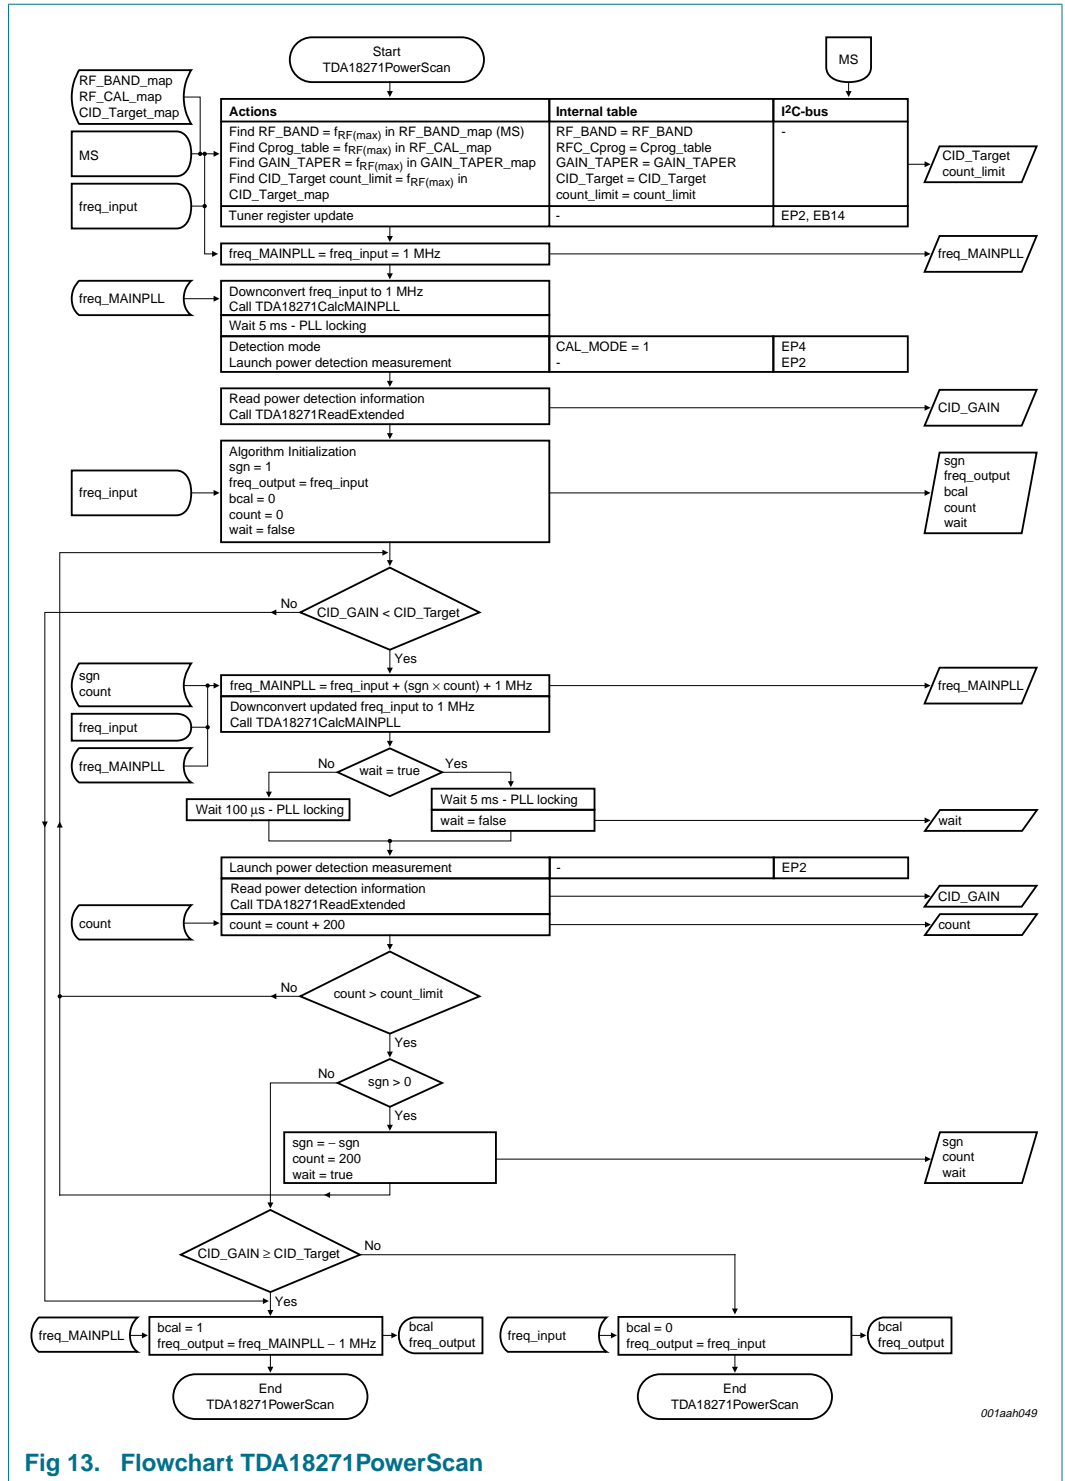 Start
TDA18271PowerScan
MS
RF_BAND_map
RF_CAL_map
CID_Target_map
MS
freq_input
Actions
Internal table
I2C-bus
Find RF_BAND = fRF(max) in RF_BAND_map (MS)
Find Cprog_table = fRF(max) in RF_CAL_map
Find GAIN_TAPER = fRF(max) in GAIN_TAPER_map
Find CID_Target count_limit = fRF(max) in
CID_Target_map
RF_BAND = RF_BAND
RFC_Cprog = Cprog_table
GAIN_TAPER = GAIN_TAPER
CID_Target = CID_Target
count_limit = count_limit
-
CID_Target
count_limit
Tuner register update
-
EP2, EB14
freq_MAINPLL = freq_input = 1 MHz
freq_MAINPLL
freq_MAINPLL
Downconvert freq_input to 1 MHz
Call TDA18271CalcMAINPLL
Wait 5 ms - PLL locking
Detection mode
Launch power detection measurement
CAL_MODE = 1
-
EP4
EP2
Read power detection information
Call TDA18271ReadExtended
CID_GAIN
freq_input
Algorithm Initialization
sgn = 1
freq_output = freq_input
bcal = 0
count = 0
wait = false
sgn
freq_output
bcal
count
wait
No
CID_GAIN < CID_Target
Yes
sgn
count
freq_input
freq_MAINPLL
freq_MAINPLL = freq_input + (sgn × count) + 1 MHz
Downconvert updated freq_input to 1 MHz
Call TDA18271CalcMAINPLL
freq_MAINPLL
No
wait = true
Yes
Wait 100 μs - PLL locking
Wait 5 ms - PLL locking
wait = false
wait
Launch power detection measurement
-
EP2
Read power detection information
Call TDA18271ReadExtended
CID_GAIN
count
count = count + 200
count
No
count > count_limit
Yes
No
sgn > 0
Yes
sgn = − sgn
count = 200
wait = true
sgn
count
wait
CID_GAIN ≥ CID_Target
No
Yes
freq_MAINPLL
bcal = 1
freq_output = freq_MAINPLL − 1 MHz
bcal
freq_output
freq_input
bcal = 0
freq_output = freq_input
bcal
freq_output
End
TDA18271PowerScan
End
TDA18271PowerScan
001aah049
Fig 13. Flowchart TDA18271PowerScan